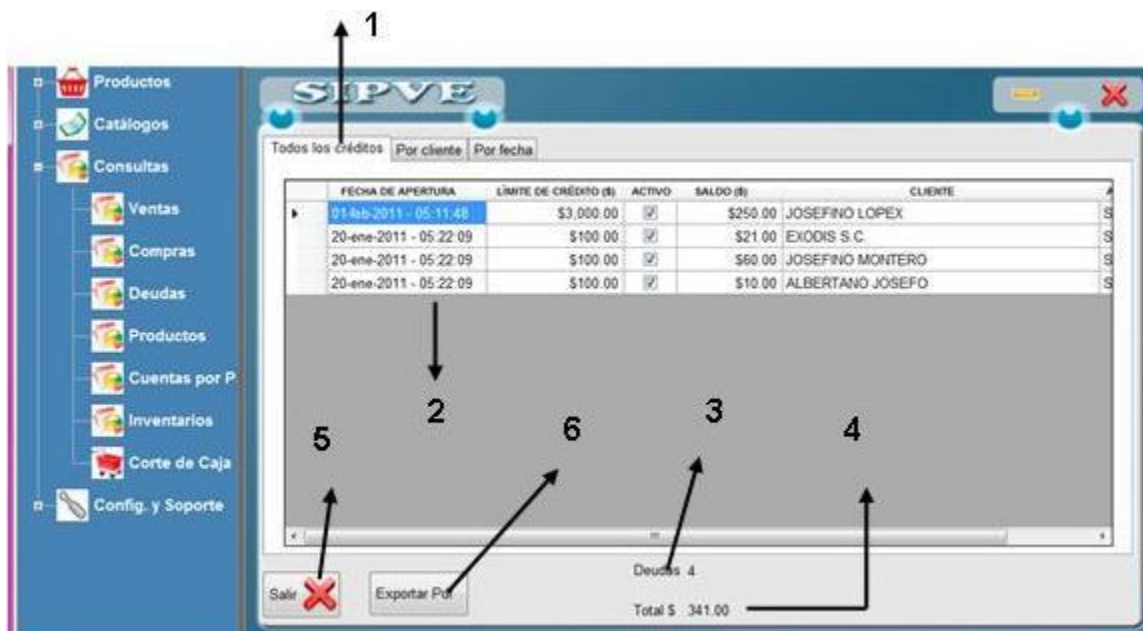 1
Productos
SIPVE
Catálogos
Todos los créditos Por cliente Por fecha
Consultas
FECHA DE APERTURA LÍMITE DE CRÉDITO ($) ACTIVO SALDO ($) CLIENTE A
Ventas
01-feb-2011 - 05:11:48 $3,000.00 $250.00 JOSEFINO LOPEX S
20-ene-2011 - 05:22:09 $100.00 $21.00 EXODIS S.C. S
Compras
20-ene-2011 - 05:22:09 $100.00 $60.00 JOSEFINO MONTERO S
20-ene-2011 - 05:22:09 $100.00 $10.00 ALBERTANO JOSEFO S
Deudas
Productos
Cuentas por P
2
6
3
4
Inventarios
5
Corte de Caja
Config. y Soporte
Deudas 4
Salir
Exportar Por
Total $ 341.00